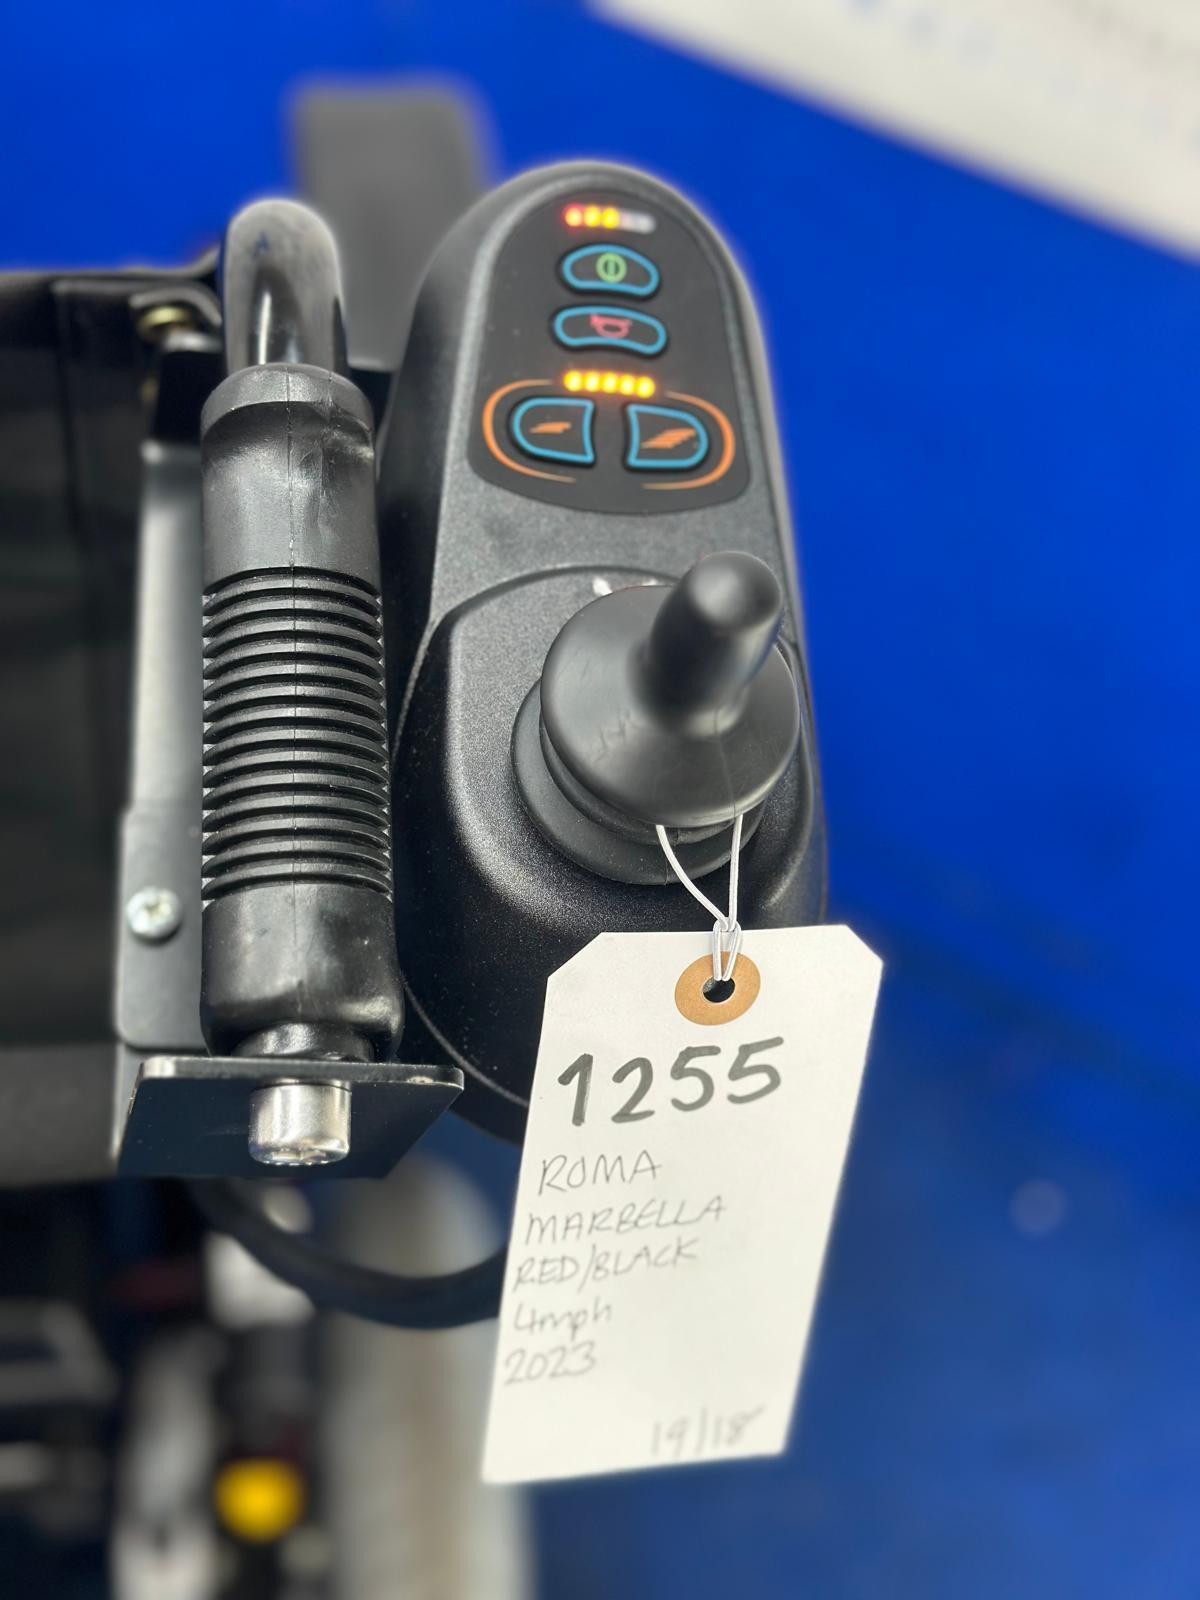 1255
ROMA
MARBELLA
RED/BLACK
4mph
2023
19/18